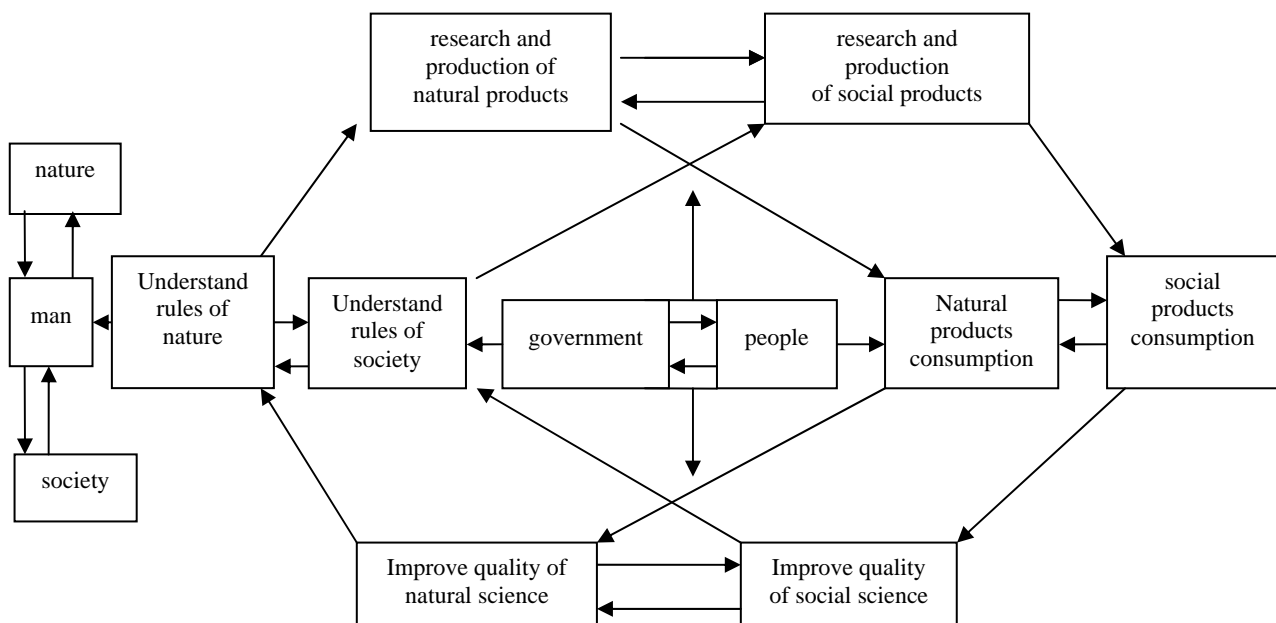 research and
production of
natural products
research and
production
of social products
nature
man
society
Understand
rules of
nature
Understand
rules of
society
government
people
Natural
products
consumption
social
products
consumption
Improve quality of
natural science
Improve quality
of social science